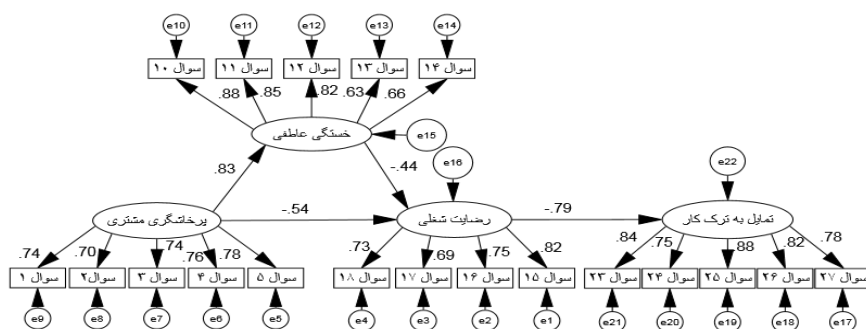 e10 e11 e12 e13 e14
سوال ۱۰ سوال ۱۱ سوال ۱۲ سوال ۱۳ سوال ۱۴
.88 .85 .82 .63 .66
خستگی عاطفی e15
e16 e22
.83 -.44
پرخاشگری مشتری -.54 رضایت شغلی -.79 تمایل به ترک کار
.74 .70 .74 .76 .78 .73 .69 .75 .82 .84 .75 .88 .82 .78
سوال ۱ سوال۲ سوال ۳ سوال ۴ سوال ۵ سوال ۱۸ سوال ۱۷ سوال ۱۶ سوال ۱۵ سوال ۲۳ سوال ۲۴ سوال ۲۵ سوال ۲۶ سوال ۲۷
e9 e8 e7 e6 e5 e4 e3 e2 e1 e21 e20 e19 e18 e17